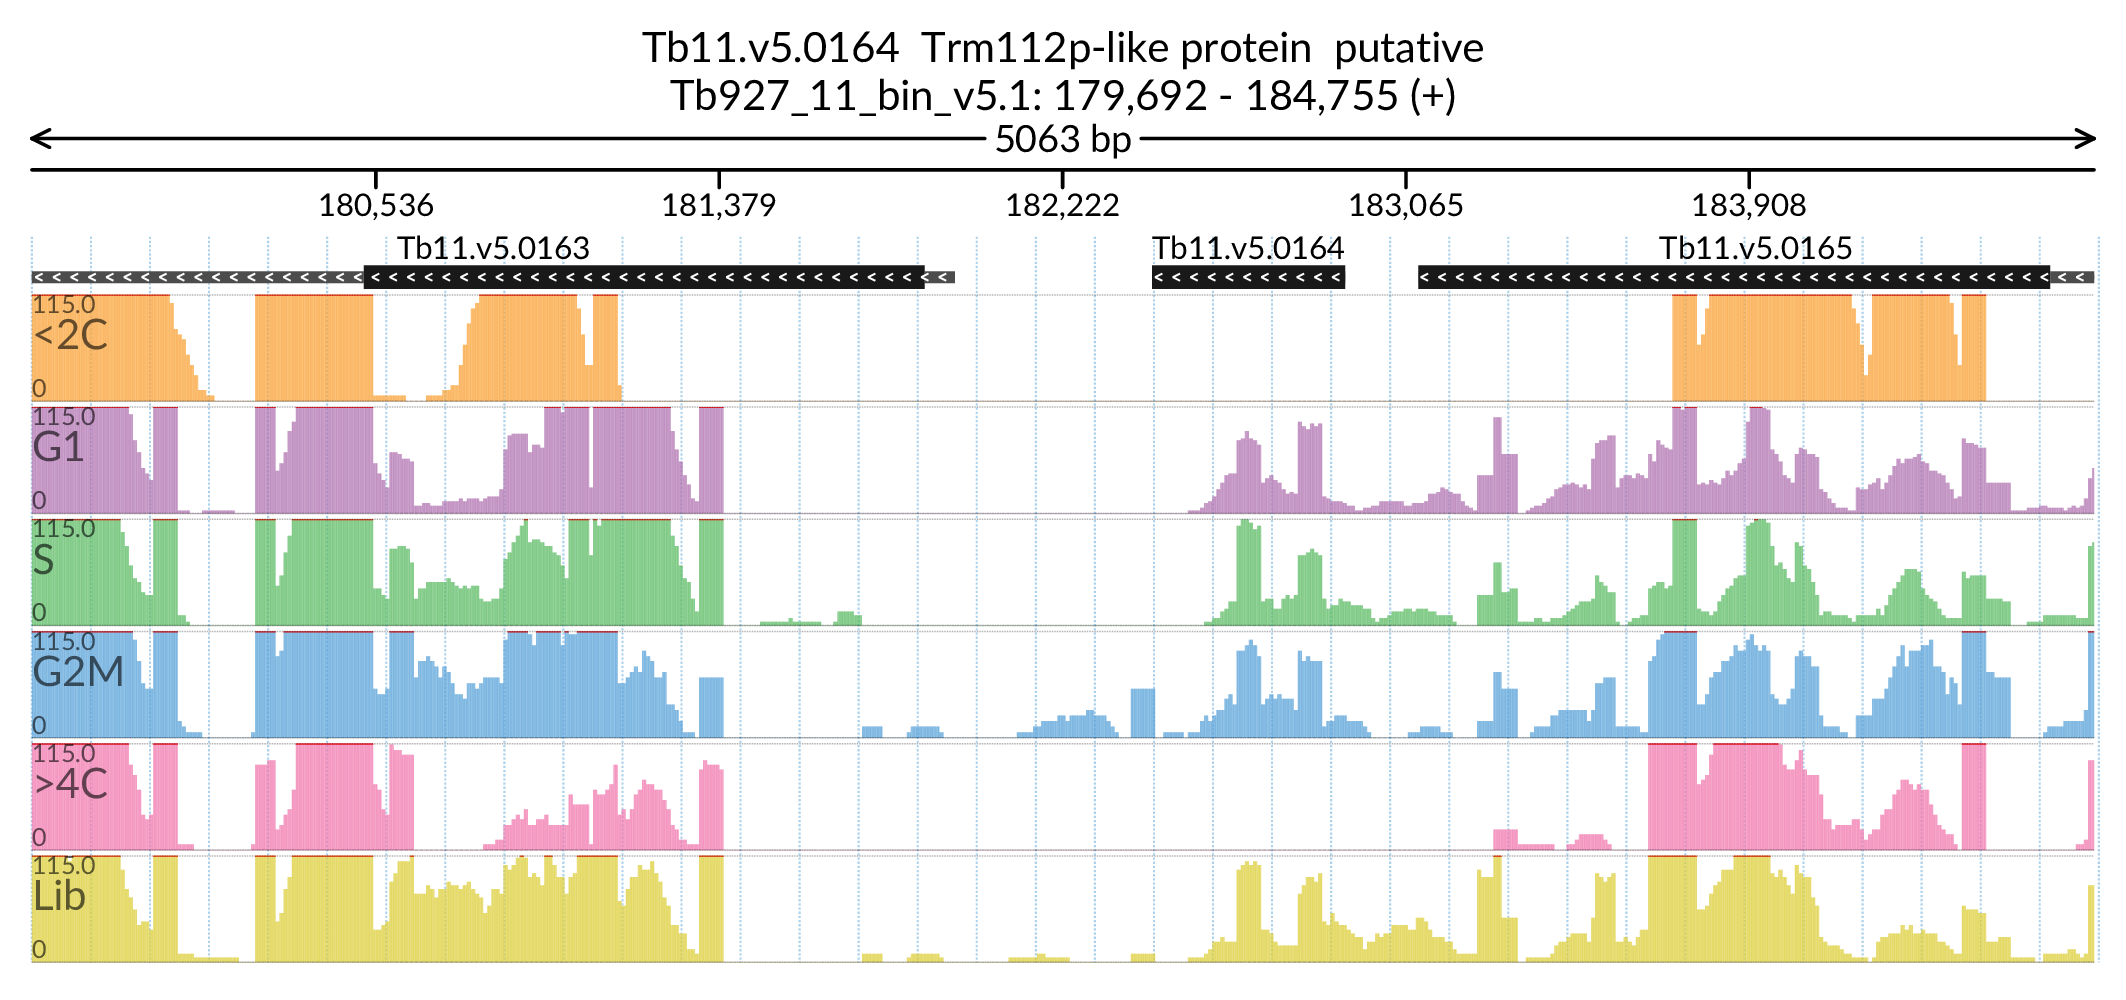 Tb11.v5.0164 Trm112p-like protein putative
Tb927_11_bin_v5.1: 179,692 - 184,755 (+)
5063 bp
180,536 181,379 182,222 183,065 183,908
Tb11.v5.0163 Tb11.v5.0164 Tb11.v5.0165
115.0
<2C
0
115.0
G1
0
115.0
S
0
115.0
G2M
0
115.0
>4C
0
115.0
Lib
0